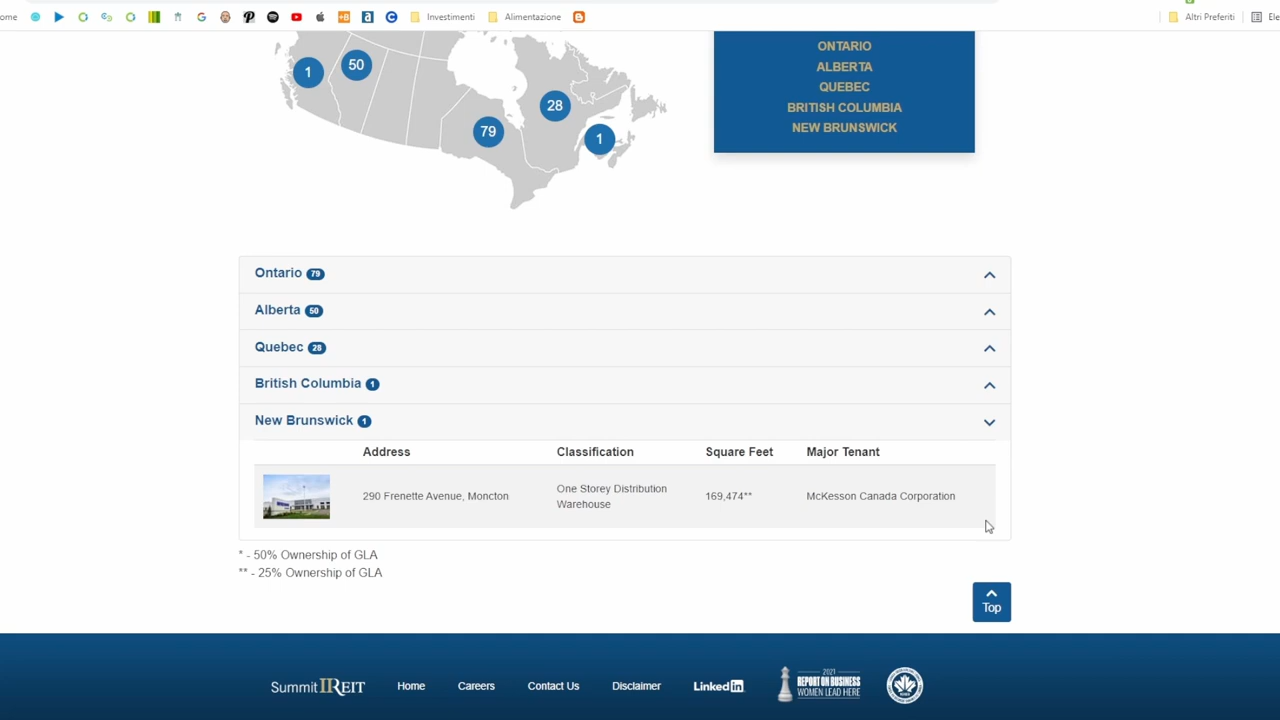 ome
Investimenti
Alimentazione
Altri Preferiti
Ele
1
50
28
79
1
ONTARIO
ALBERTA
QUEBEC
BRITISH COLUMBIA
NEW BRUNSWICK
Ontario 79
Alberta 50
Quebec 28
British Columbia 1
New Brunswick 1
Address Classification Square Feet Major Tenant
290 Frenette Avenue, Moncton
One Storey Distribution
Warehouse
169,474**
McKesson Canada Corporation
* - 50% Ownership of GLA
** - 25% Ownership of GLA
Top
Summit IIREIT
Home
Careers
Contact Us
Disclaimer
Linked in
2021
REPORT ON BUSINESS
WOMEN LEAD HERE